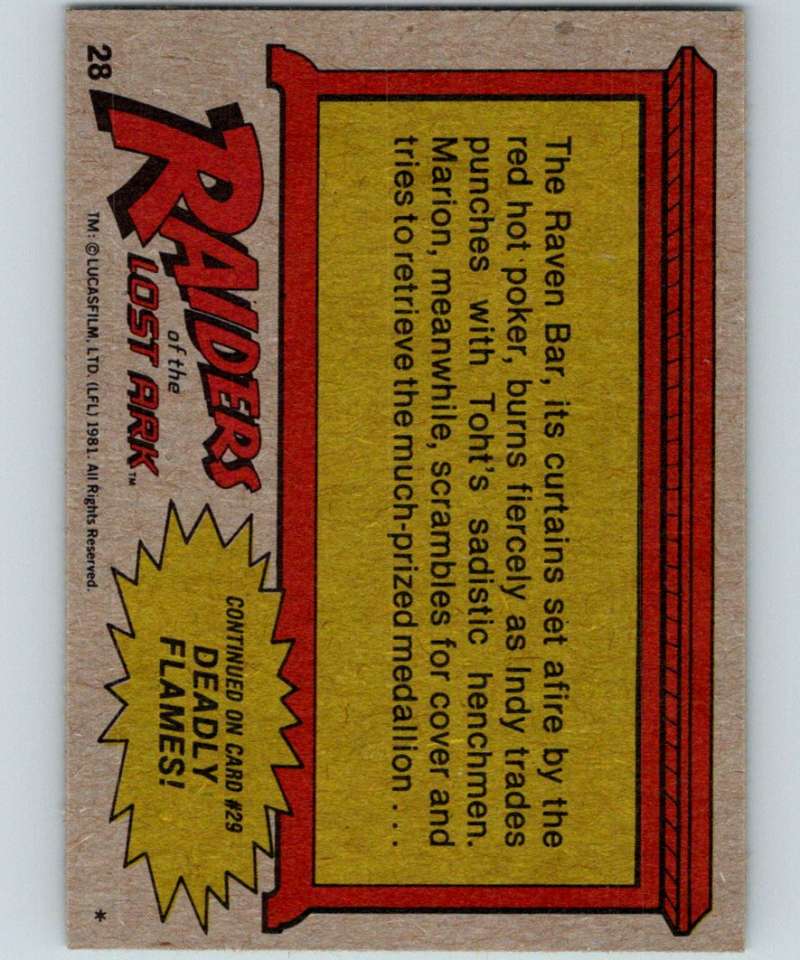 The Raven Bar, its curtains set afire by the
red hot poker, burns fiercely as Indy trades
punches with Toht's sadistic henchmen.
Marion, meanwhile, scrambles for cover and
tries to retrieve the much-prized medallion . . .
28
RAIDERS
of the
LOST ARK™
TM: © LUCASFILM, LTD. (LFL) 1981. All Rights Reserved.
CONTINUED ON CARD #29
DEADLY
FLAMES!
*